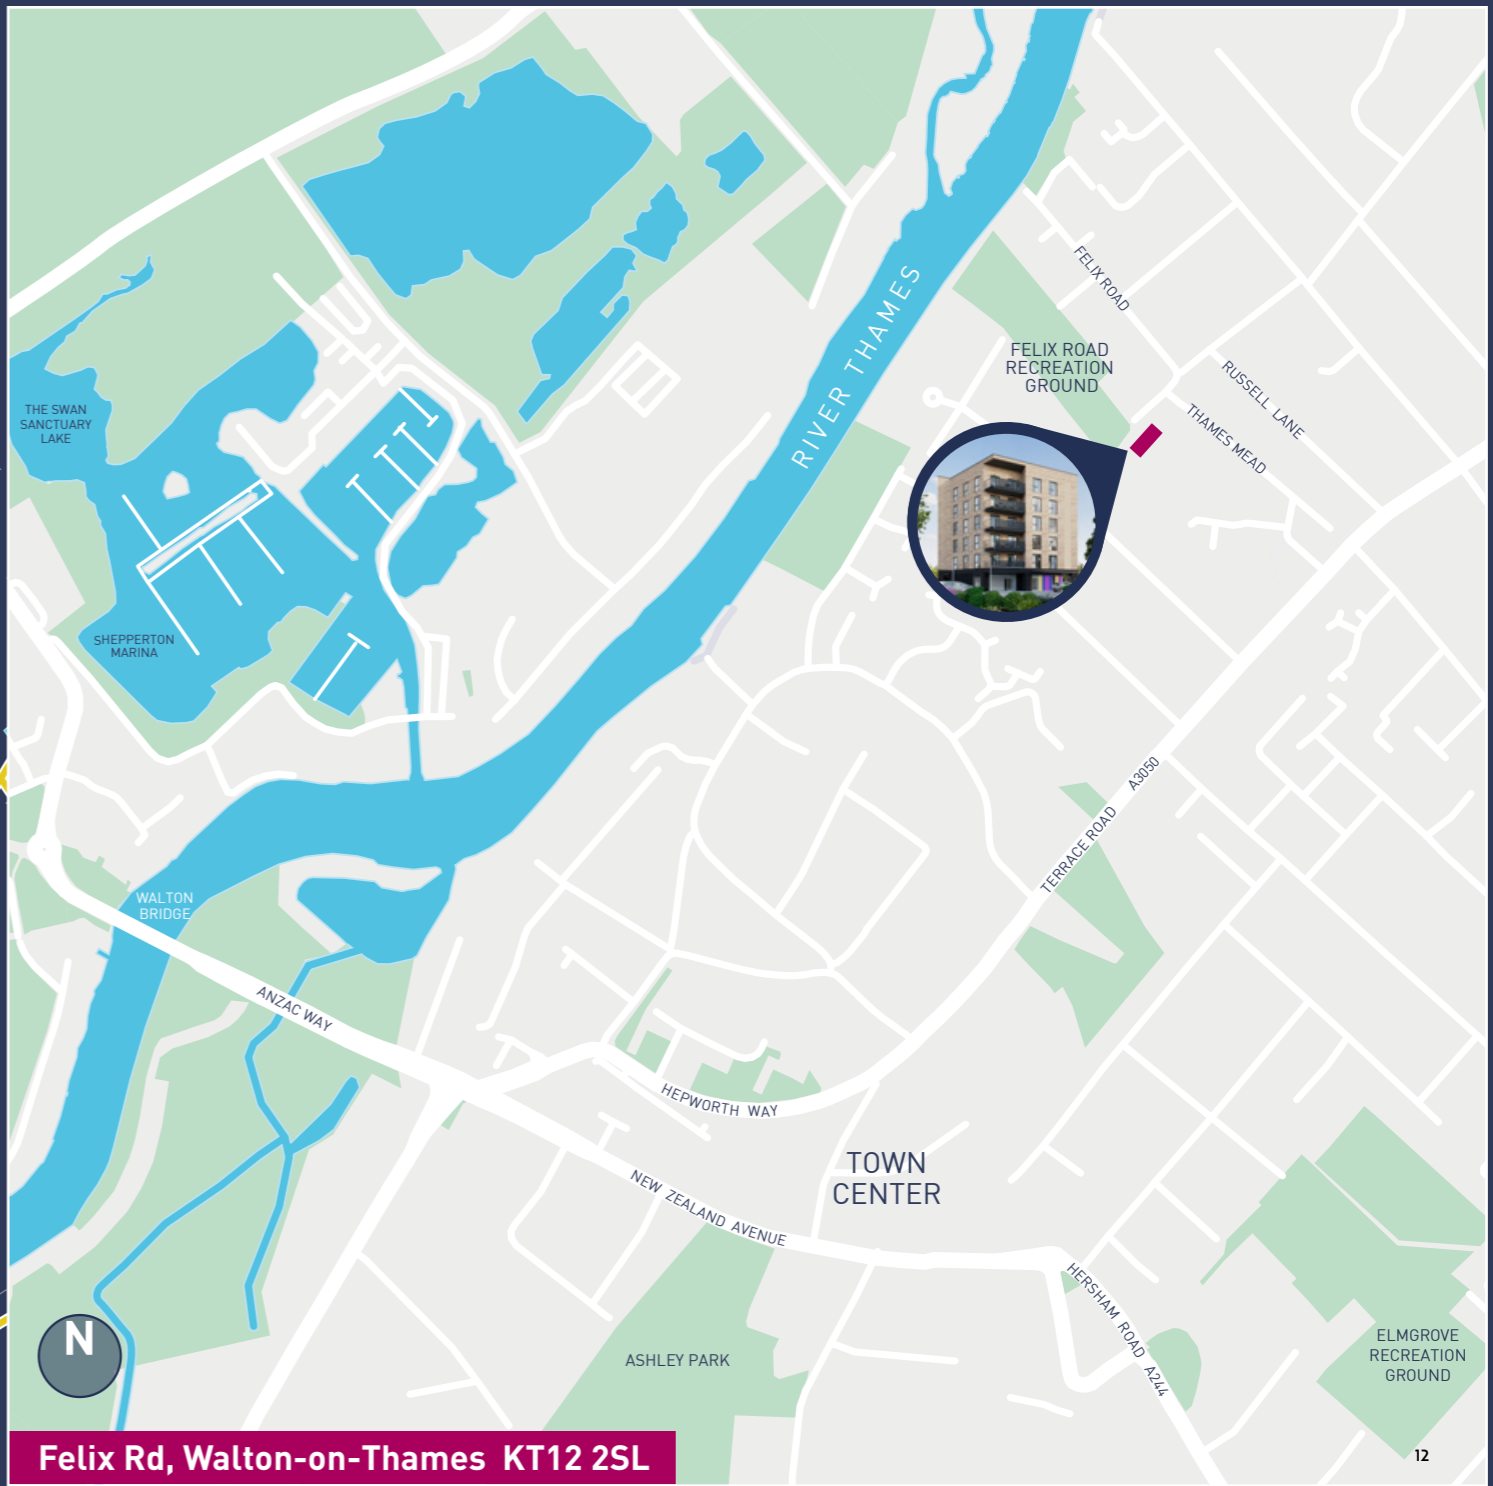 RIVER THAMES
FELIX ROAD
FELIX ROAD
RECREATION
GROUND
RUSSELL LANE
THAMES MEAD
THE SWAN
SANCTUARY
LAKE
SHEPPERTON
MARINA
A3050
TERRACE ROAD
WALTON
BRIDGE
ANZAC WAY
HEPWORTH WAY
TOWN
CENTER
NEW ZEALAND AVENUE
HERSHAM ROAD A244
N
ASHLEY PARK
ELMGROVE
RECREATION
GROUND
Felix Rd, Walton-on-Thames KT12 2SL
12